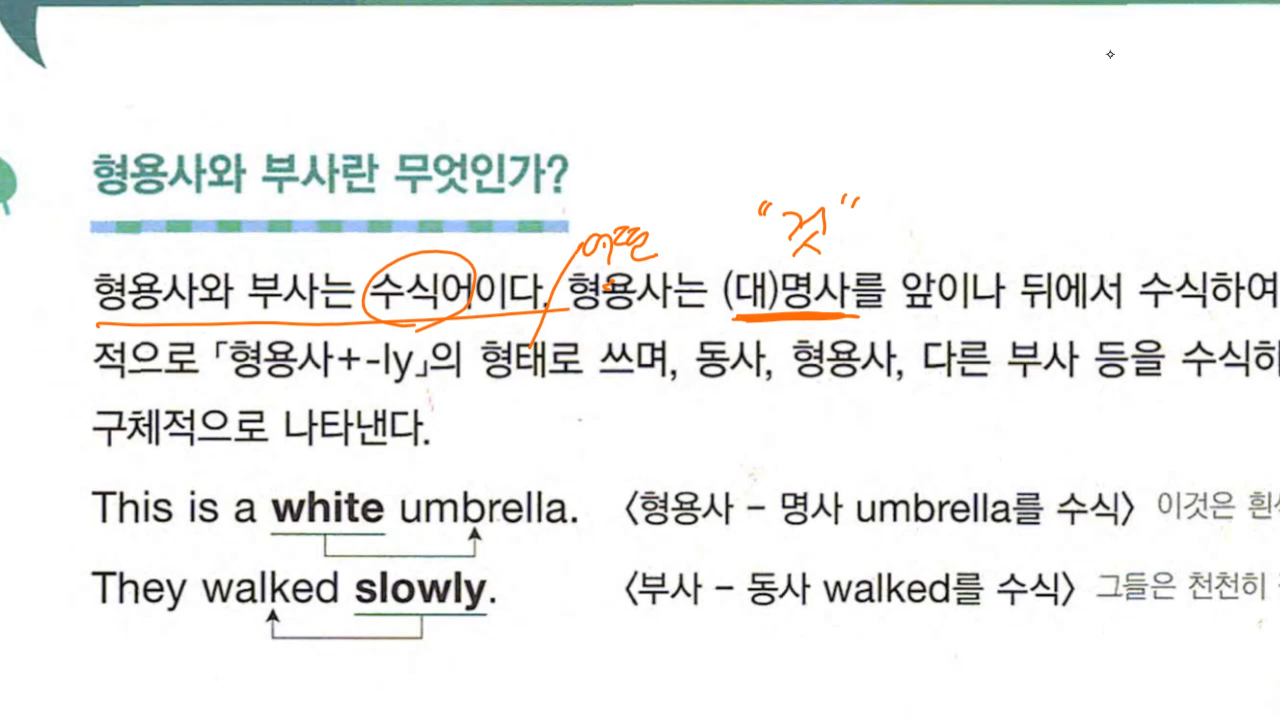 형용사와 부사란 무엇인가?
어떤 "것"
형용사와 부사는 수식어이다. 형용사는 (대)명사를 앞이나 뒤에서 수식하여
적으로 「형용사+-ly」의 형태로 쓰며, 동사, 형용사, 다른 부사 등을 수식하
구체적으로 나타낸다.
This is a white umbrella. 〈형용사 – 명사 umbrella를 수식〉 이것은 흰색
They walked slowly. 〈부사 – 동사 walked를 수식〉 그들은 천천히